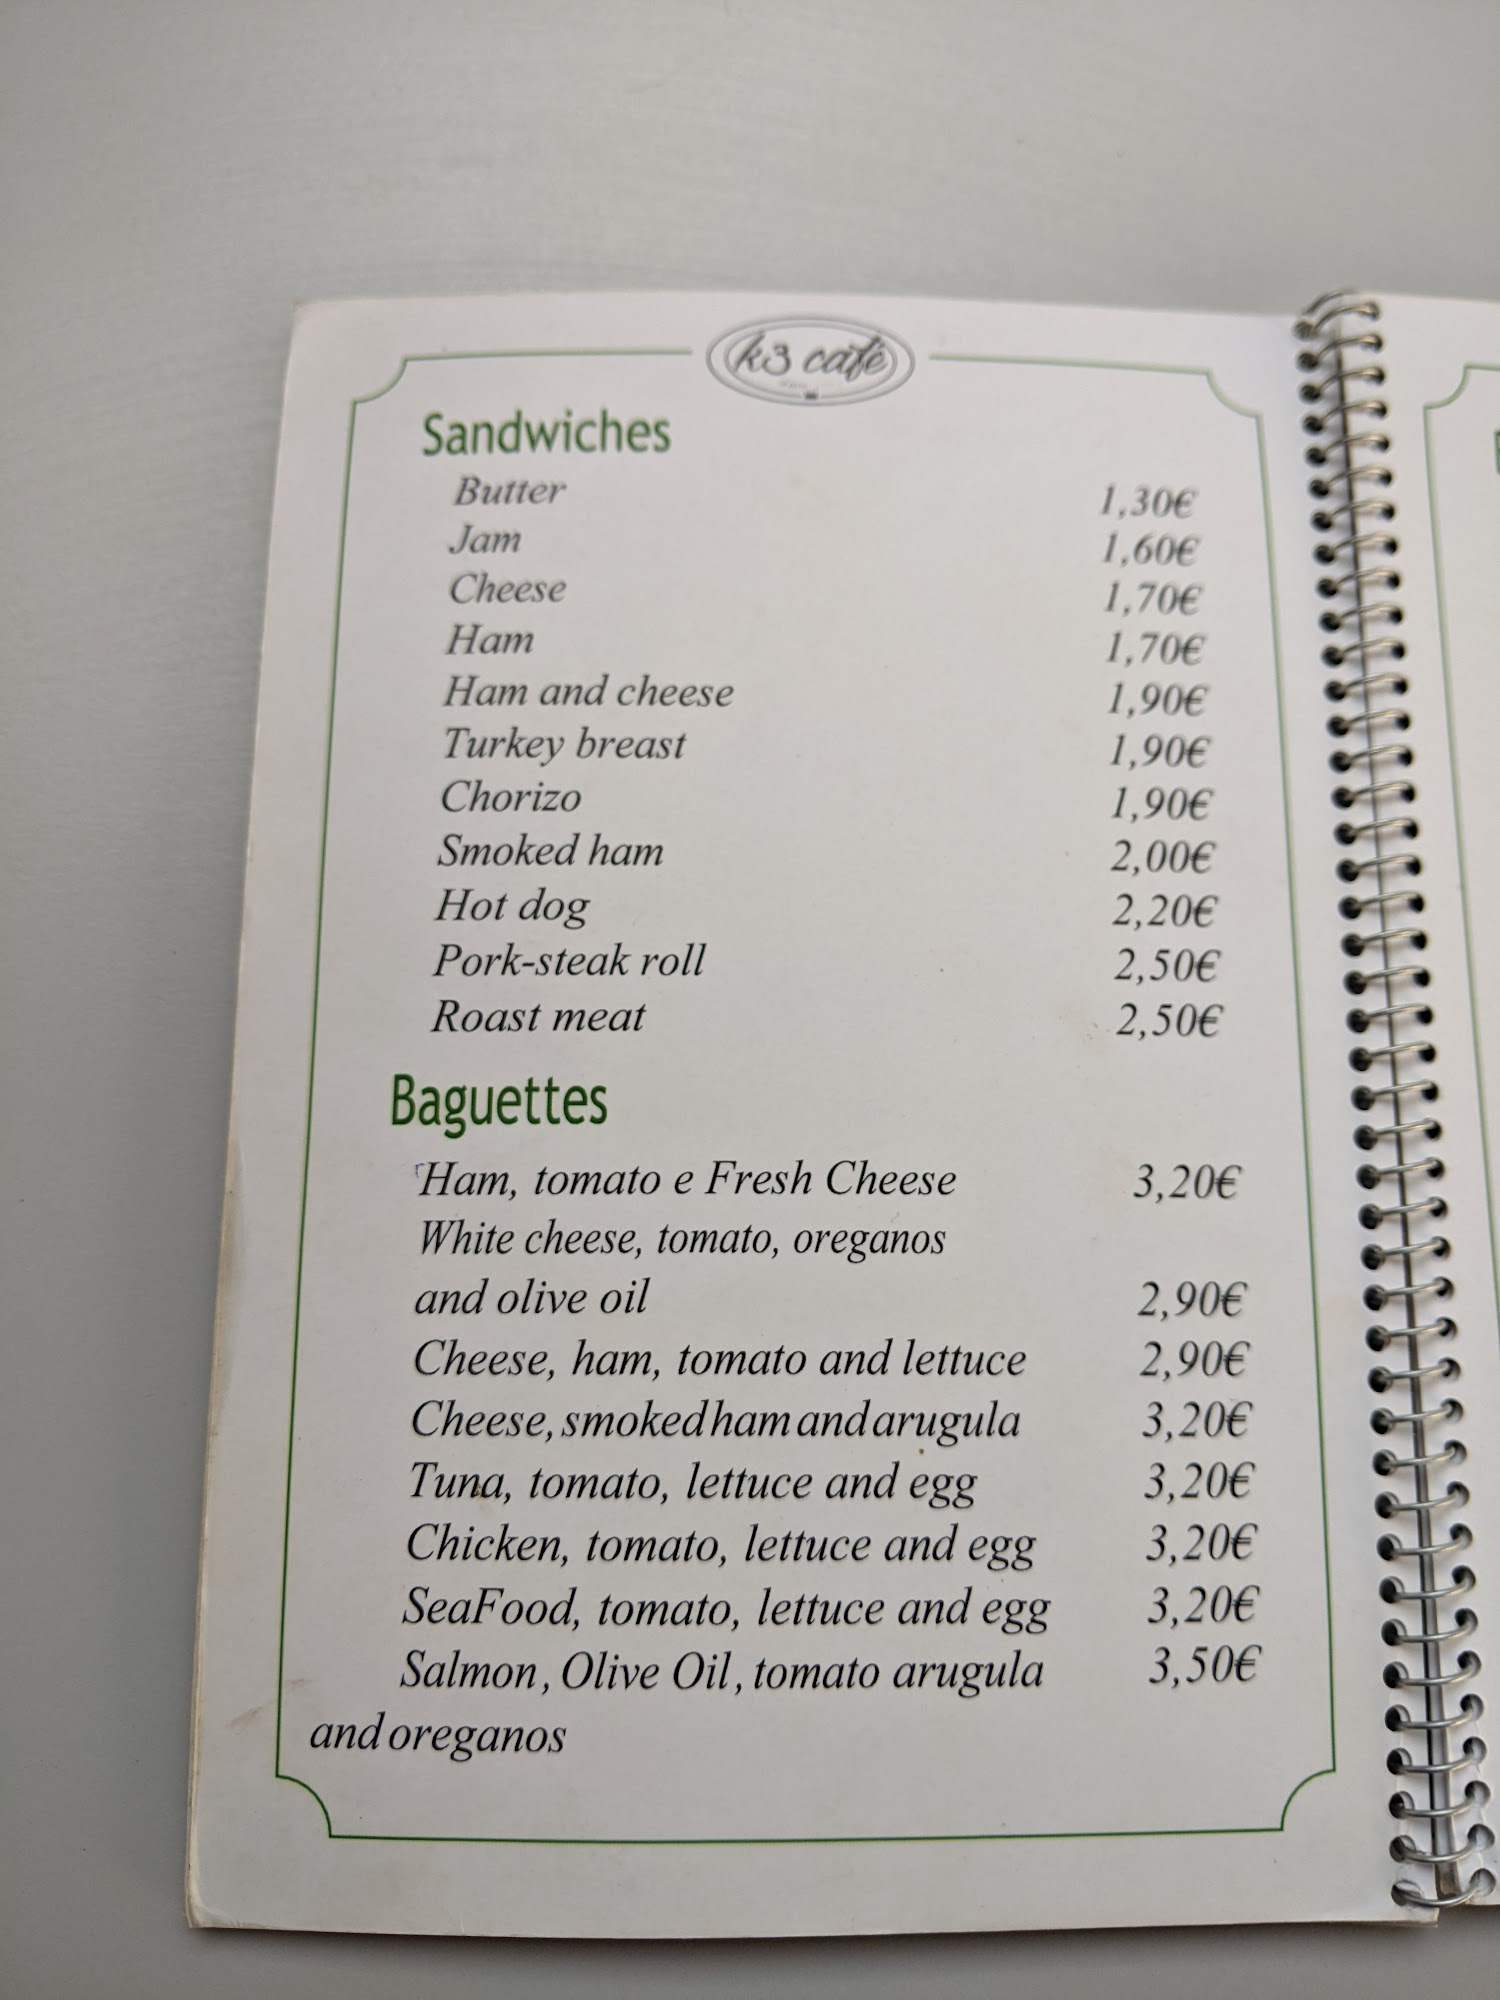 k3 café
Sandwiches
Butter 1,30€
Jam 1,60€
Cheese 1,70€
Ham 1,70€
Ham and cheese 1,90€
Turkey breast 1,90€
Chorizo 1,90€
Smoked ham 2,00€
Hot dog 2,20€
Pork-steak roll 2,50€
Roast meat 2,50€
Baguettes
Ham, tomato e Fresh Cheese 3,20€
White cheese, tomato, oreganos
and olive oil 2,90€
Cheese, ham, tomato and lettuce 2,90€
Cheese, smoked ham and arugula 3,20€
Tuna, tomato, lettuce and egg 3,20€
Chicken, tomato, lettuce and egg 3,20€
SeaFood, tomato, lettuce and egg 3,20€
Salmon, Olive Oil, tomato arugula 3,50€
and oreganos